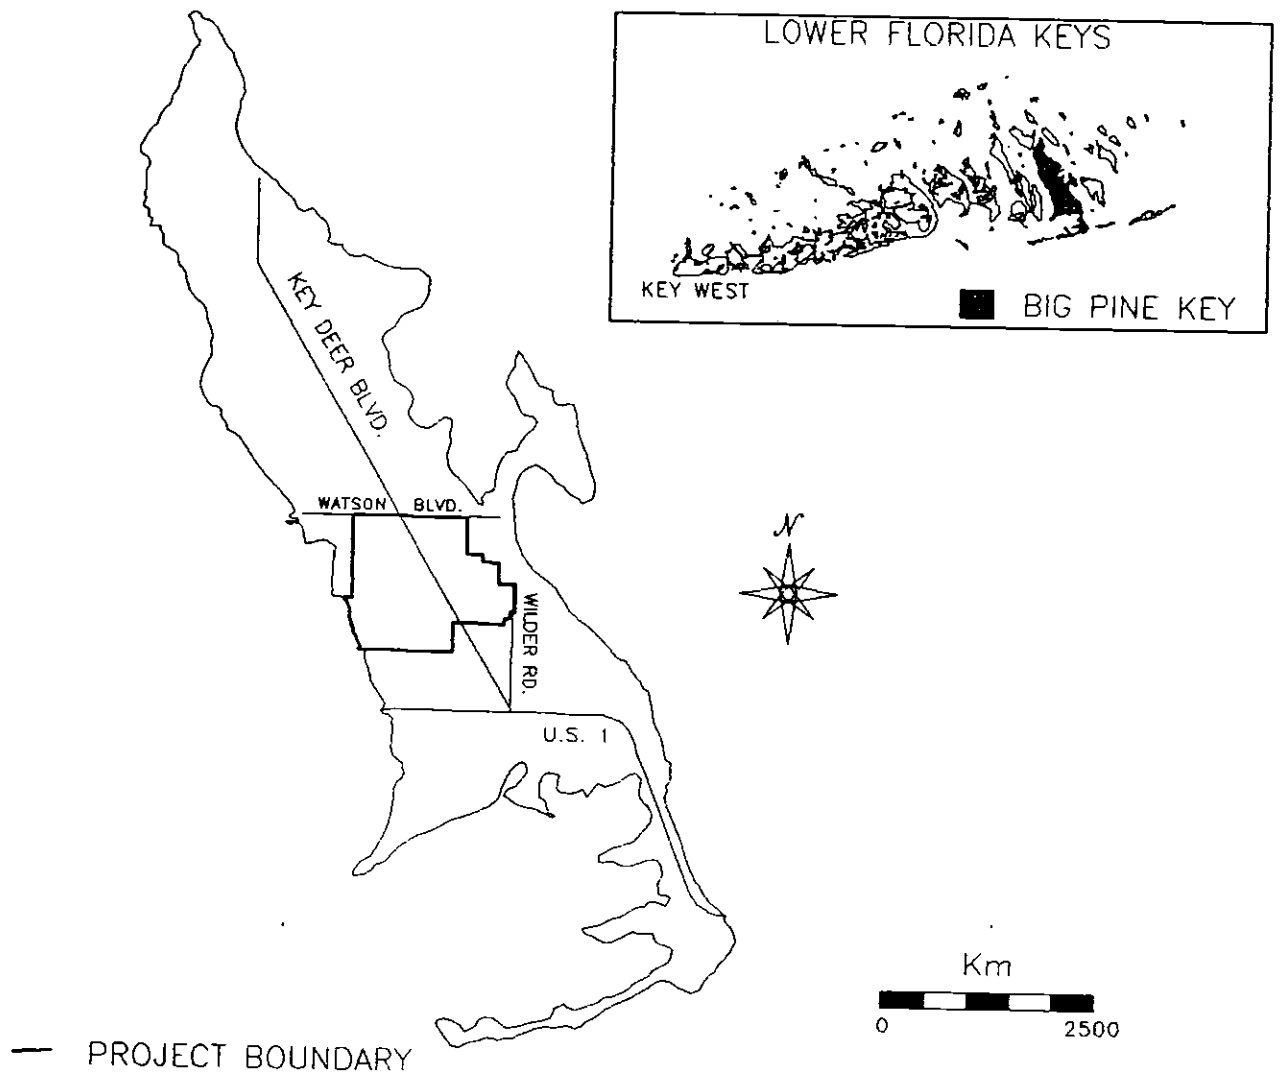 LOWER FLORIDA KEYS
KEY WEST
BIG PINE KEY
KEY DEER BLVD.
WATSON BLVD.
N
WILDER RD.
U.S. 1
Km
0 2500
PROJECT BOUNDARY